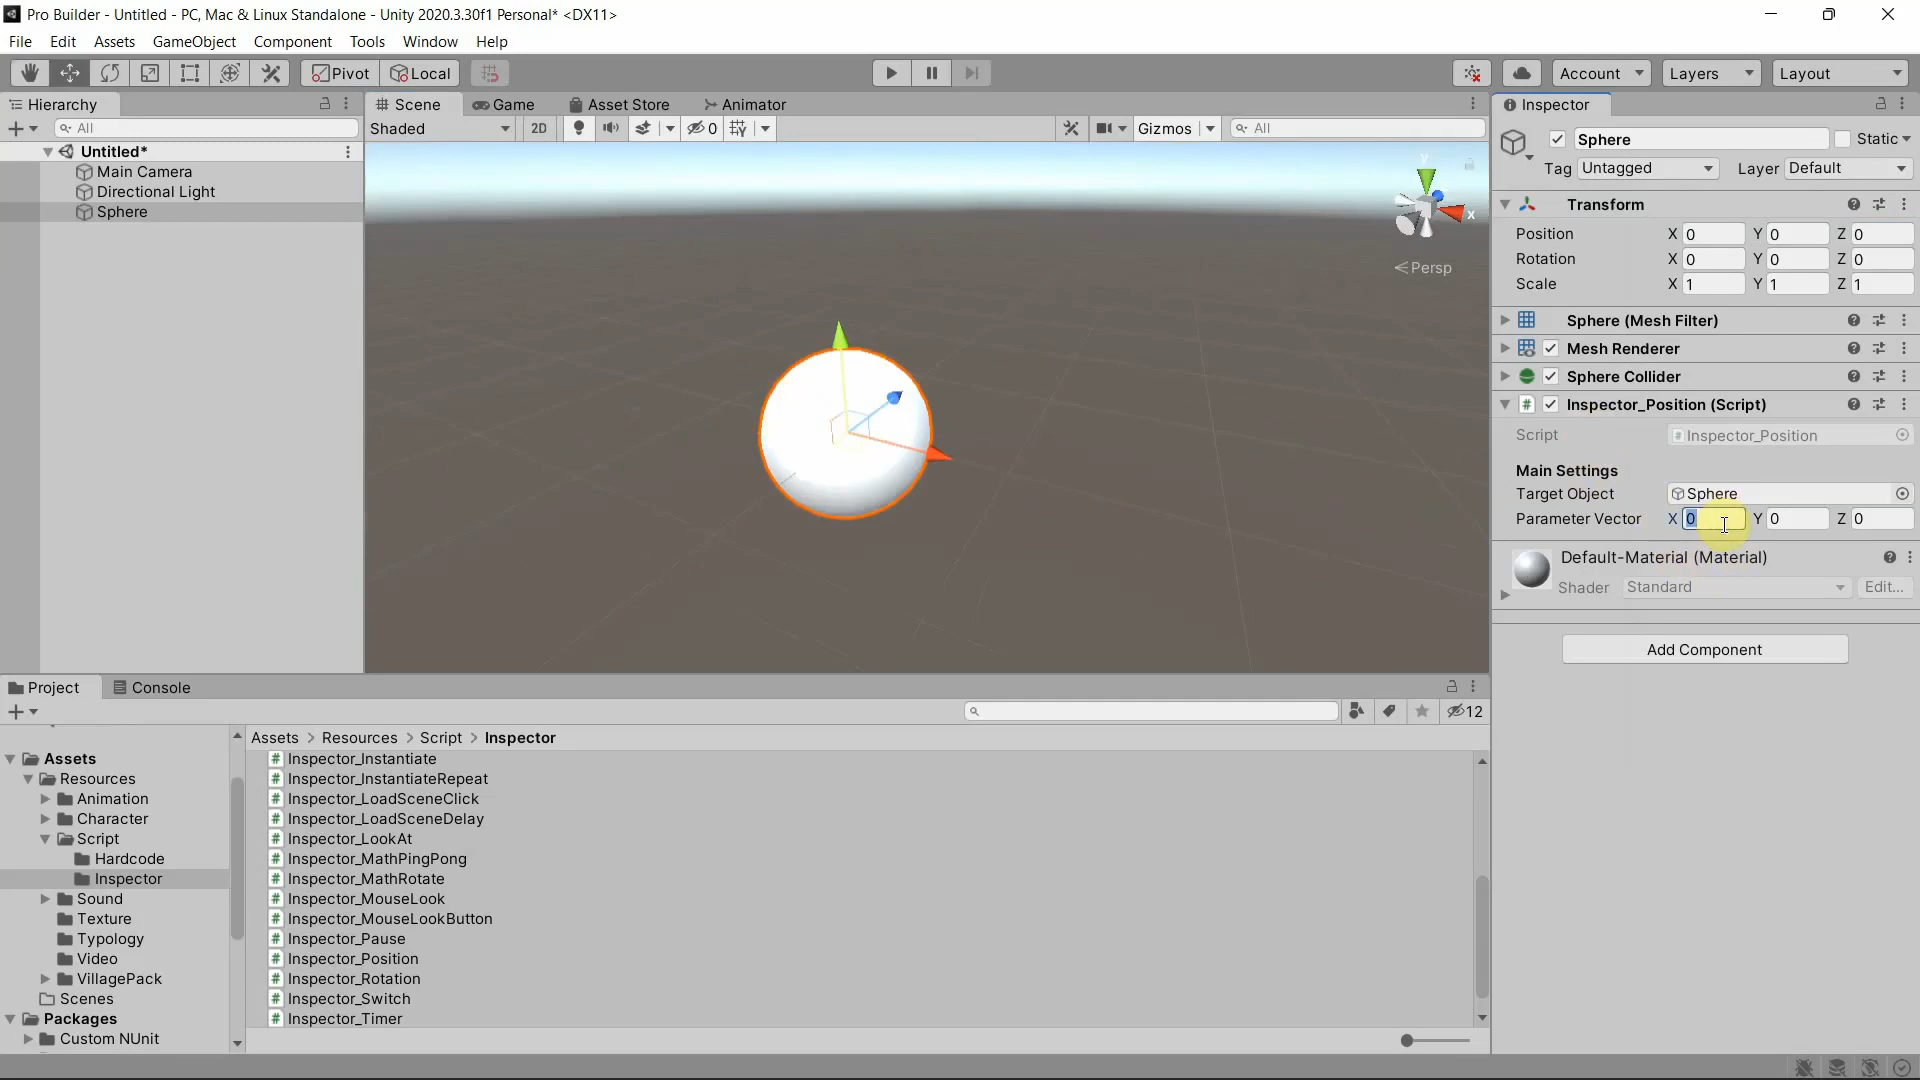 Pro Builder - Untitled - PC, Mac & Linux Standalone - Unity 2020.3.30f1 Personal* <DX11>
File Edit Assets GameObject Component Tools Window Help
Pivot Local Account Layers Layout
Hierarchy
All
Untitled*
Main Camera
Directional Light
Sphere
Scene Game Asset Store Animator
Shaded 2D 0 Gizmos All
y
x
Persp
Inspector
Sphere Static
Tag Untagged Layer Default
Transform
Position X 0 Y 0 Z 0
Rotation X 0 Y 0 Z 0
Scale X 1 Y 1 Z 1
Sphere (Mesh Filter)
Mesh Renderer
Sphere Collider
# Inspector_Position (Script)
Script # Inspector_Position
Main Settings
Target Object Sphere
Parameter Vector X 0 Y 0 Z 0
Default-Material (Material)
Shader Standard Edit...
Add Component
Project Console
12
Assets
Resources
Animation
Character
Script
Hardcode
Inspector
Sound
Texture
Typology
Video
VillagePack
Scenes
Packages
Custom NUnit
Assets > Resources > Script > Inspector
# Inspector_Instantiate
# Inspector_InstantiateRepeat
# Inspector_LoadSceneClick
# Inspector_LoadSceneDelay
# Inspector_LookAt
# Inspector_MathPingPong
# Inspector_MathRotate
# Inspector_MouseLook
# Inspector_MouseLookButton
# Inspector_Pause
# Inspector_Position
# Inspector_Rotation
# Inspector_Switch
# Inspector_Timer